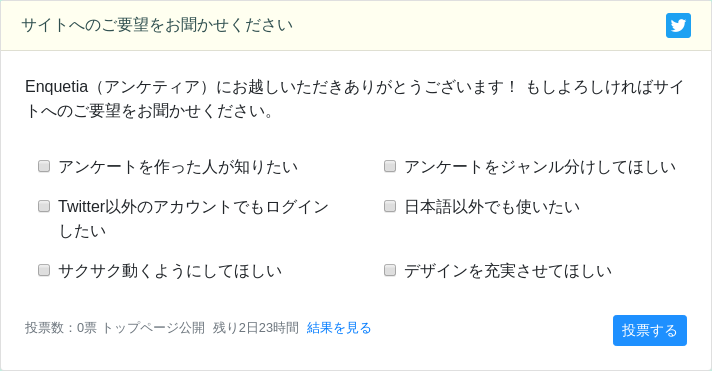 サイトへのご要望をお聞かせください
Enquetia（アンケティア）にお越しいただきありがとうございます！ もしよろしければサイ
トへのご要望をお聞かせください。
アンケートを作った人が知りたい
アンケートをジャンル分けしてほしい
Twitter以外のアカウントでもログイン
したい
日本語以外でも使いたい
サクサク動くようにしてほしい
デザインを充実させてほしい
投票数：0票 トップページ公開 残り2日23時間 結果を見る
投票する